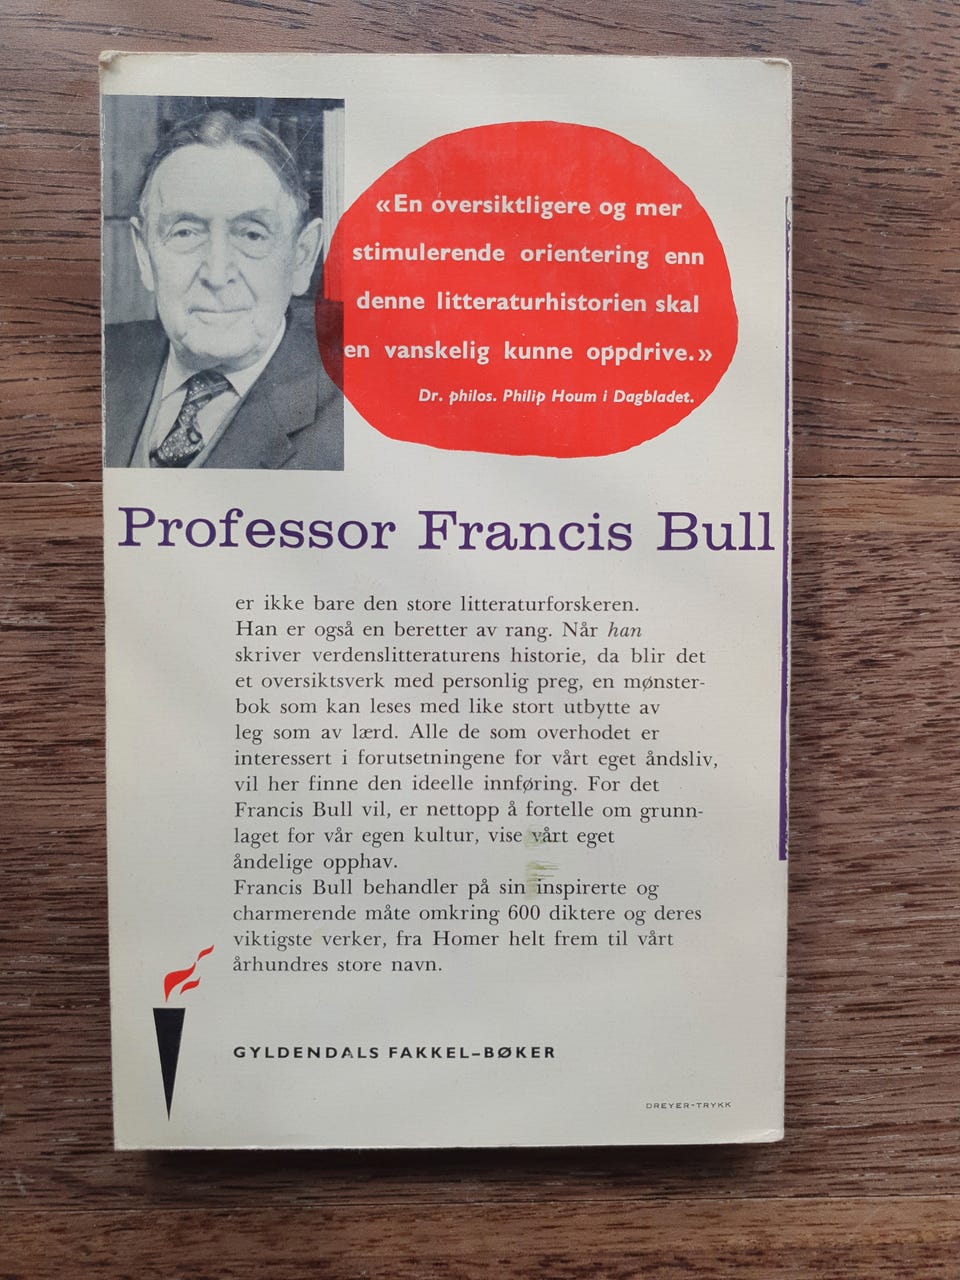 «En oversiktligere og mer
stimulerende orientering enn
denne litteraturhistorien skal
en vanskelig kunne oppdrive.»
Dr. philos. Philip Houm i Dagbladet.
Professor Francis Bull
er ikke bare den store litteraturforskeren.
Han er også en beretter av rang. Når han
skriver verdenslitteraturens historie, da blir det
et oversiktsverk med personlig preg, en mønster-
bok som kan leses med like stort utbytte av
leg som av lærd. Alle de som overhodet er
interessert i forutsetningene for vårt eget åndsliv,
vil her finne den ideelle innføring. For det
Francis Bull vil, er nettopp å fortelle om grunn-
laget for vår egen kultur, vise vårt eget
åndelige opphav.
Francis Bull behandler på sin inspirerte og
charmerende måte omkring 600 diktere og deres
viktigste verker, fra Homer helt frem til vårt
århundres store navn.
GYLDENDALS FAKKEL-BØKER
DREYER-TRYKK